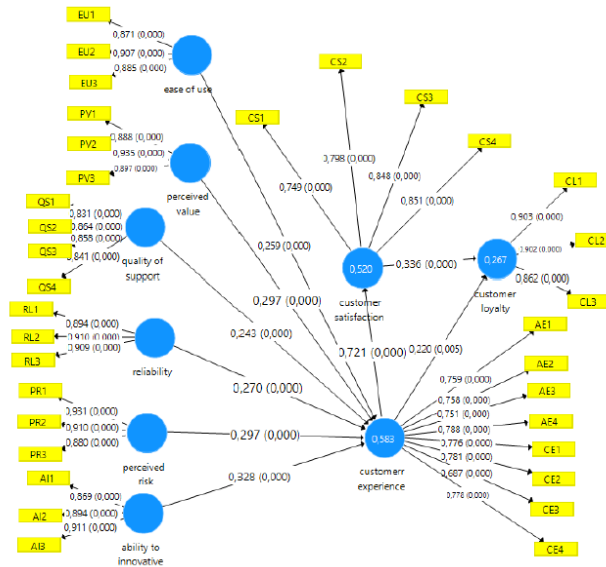 EU1
0,871 (0,000)
EU2
0,907 (0,000)
0,885 (0,000)
EU3
ease of use
PV1
0,888 (0,000)
PV2
0,935 (0,000)
0,897 (0,000)
PV3
perceived
value
QS1
0,831 (0,000)
QS2
0,864 (0,000)
QS3
0,858 (0,000)
0,841 (0,000)
QS4
quality of
support
RL1
0,894 (0,000)
RL2
0,910 (0,000)
RL3
0,909 (0,000)
reliability
PR1
0,931 (0,000)
PR2
0,910 (0,000)
PR3
0,880 (0,000)
perceived
risk
AI1
0,869 (0,000)
AI2
0,894 (0,000)
0,911 (0,000)
AI3
ability to
innovative
0,259 (0,000)
0,297 (0,000)
0,243 (0,000)
0,270 (0,000)
0,297 (0,000)
0,328 (0,000)
CS1
CS2
CS3
CS4
0,749 (0,000)
0,798 (0,000)
0,848 (0,000)
0,851 (0,000)
0,520
customer
satisfaction
0,336 (0,000)
0,721 (0,000)
0,220 (0,005)
0,267
customer
loyalty
CL1
0,903 (0,000)
0,902 (0,000)
CL2
0,862 (0,000)
CL3
0,583
customerr
experience
AE1
0,759 (0,000)
AE2
0,758 (0,000)
AE3
0,751 (0,000)
AE4
0,788 (0,000)
CE1
0,776 (0,000)
0,781 (0,000)
CE2
0,687 (0,000)
CE3
0,778 (0,000)
CE4